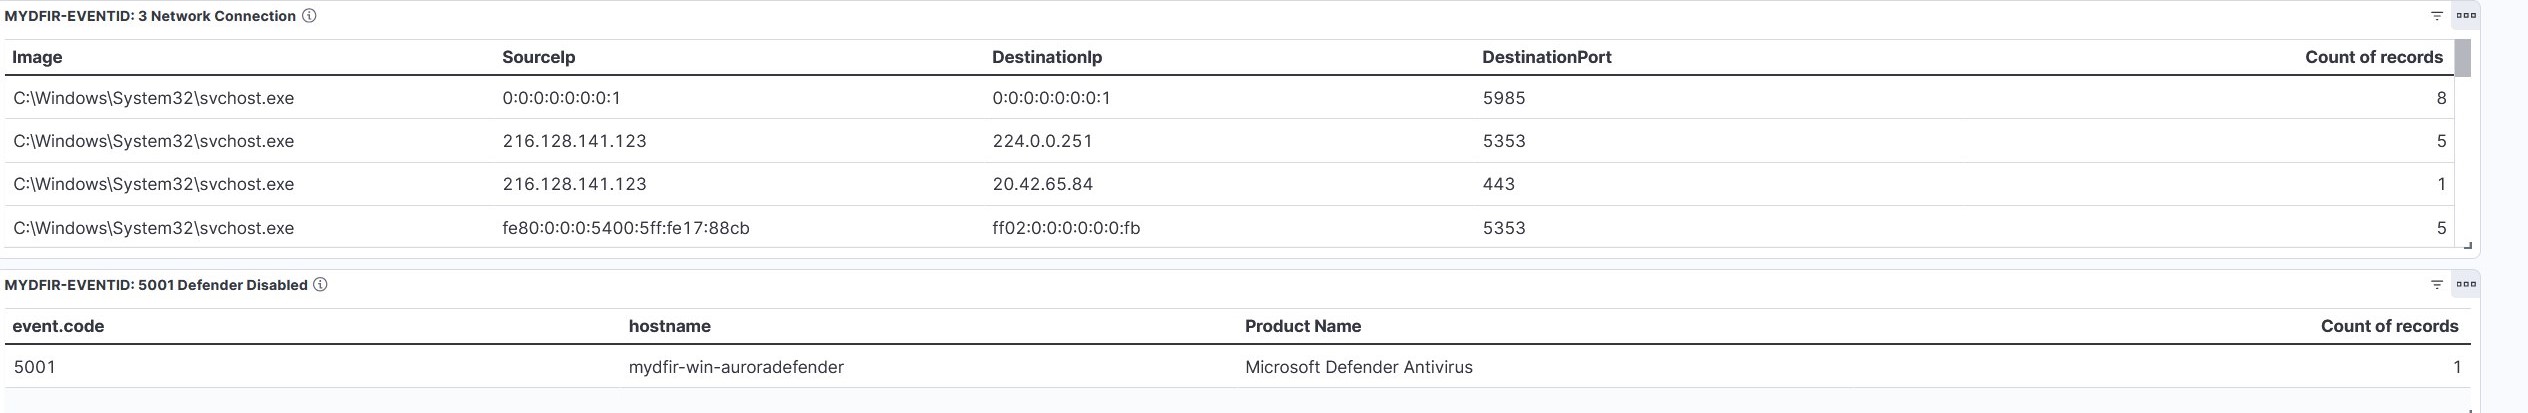 MYDFIR-EVENTID: 3 Network Connection
Image SourceIp DestinationIp DestinationPort Count of records
C:\Windows\System32\svchost.exe 0:0:0:0:0:0:0:1 0:0:0:0:0:0:0:1 5985 8
C:\Windows\System32\svchost.exe 216.128.141.123 224.0.0.251 5353 5
C:\Windows\System32\svchost.exe 216.128.141.123 20.42.65.84 443 1
C:\Windows\System32\svchost.exe fe80:0:0:0:5400:5ff:fe17:88cb ff02:0:0:0:0:0:0:fb 5353 5
MYDFIR-EVENTID: 5001 Defender Disabled
event.code hostname Product Name Count of records
5001 mydfir-win-auroradefender Microsoft Defender Antivirus 1